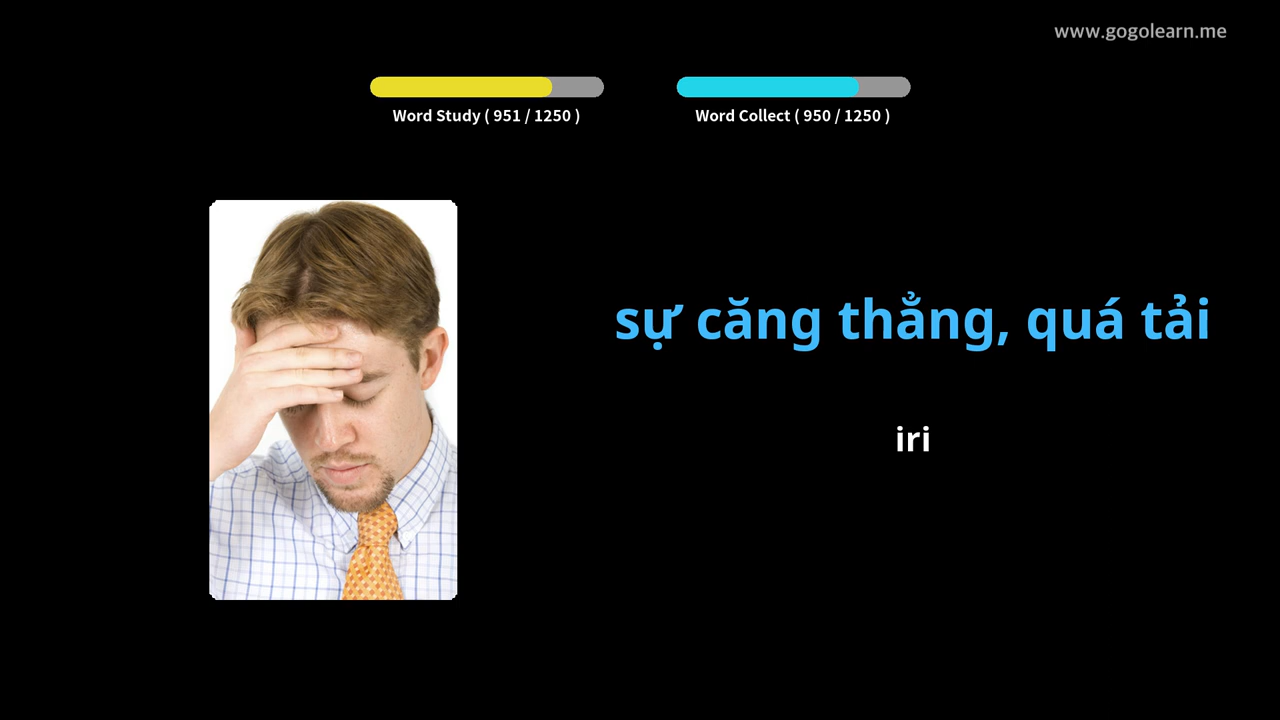 www.gogolearn.me
Word Study ( 951 / 1250 )
Word Collect ( 950 / 1250 )
sự căng thẳng, quá tải
iri